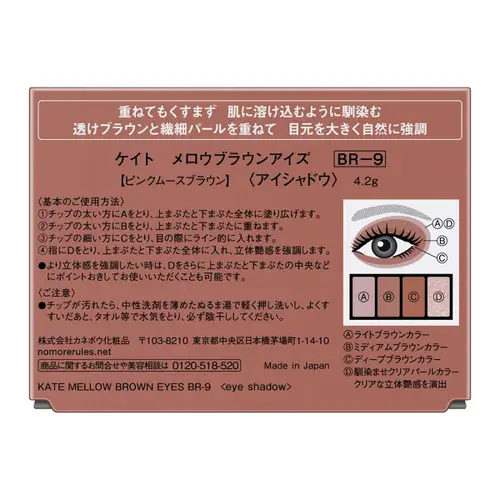 重ねてもくすまず 肌に溶け込むように馴染む
透けブラウンと繊細パールを重ねて 目元を大きく自然に強調
ケイト メロウブラウンアイズ BR-9
【ピンクムースブラウン】〈アイシャドウ〉 4.2g
〈基本のご使用方法〉
①チップの太い方にAをとり、上まぶたと下まぶた全体に塗り広げます。
②チップの太い方にBをとり、上まぶたと下まぶたに重ねます。
③チップの細い方にCをとり、目の際にライン的に入れます。
④指にDをとり、上まぶたと下まぶた全体に入れ、立体艶感を強調します。
●より立体感を強調したい時は、Dをさらに上まぶたと下まぶたの中央などにポイントおきしてお使いいただくことも可能です。
〈ご注意〉
●チップが汚れたら、中性洗剤を薄めたぬるま湯で軽く押し洗いし、よくすすいだあと、タオル等で水気をとり、必ず陰干ししてください。
株式会社カネボウ化粧品 〒103-8210 東京都中央区日本橋茅場町1-14-10
nomorerules.net
商品に関するお問合せや美容相談は 0120-518-520 Made in Japan
KATE MELLOW BROWN EYES BR-9 <eye shadow>
ⒶⒹ
Ⓑ
Ⓒ
Ⓐ Ⓑ Ⓒ Ⓓ
Ⓐライトブラウンカラー
Ⓑミディアムブラウンカラー
Ⓒディープブラウンカラー
Ⓓ馴染ませクリアパールカラー
クリアな立体艶感を演出